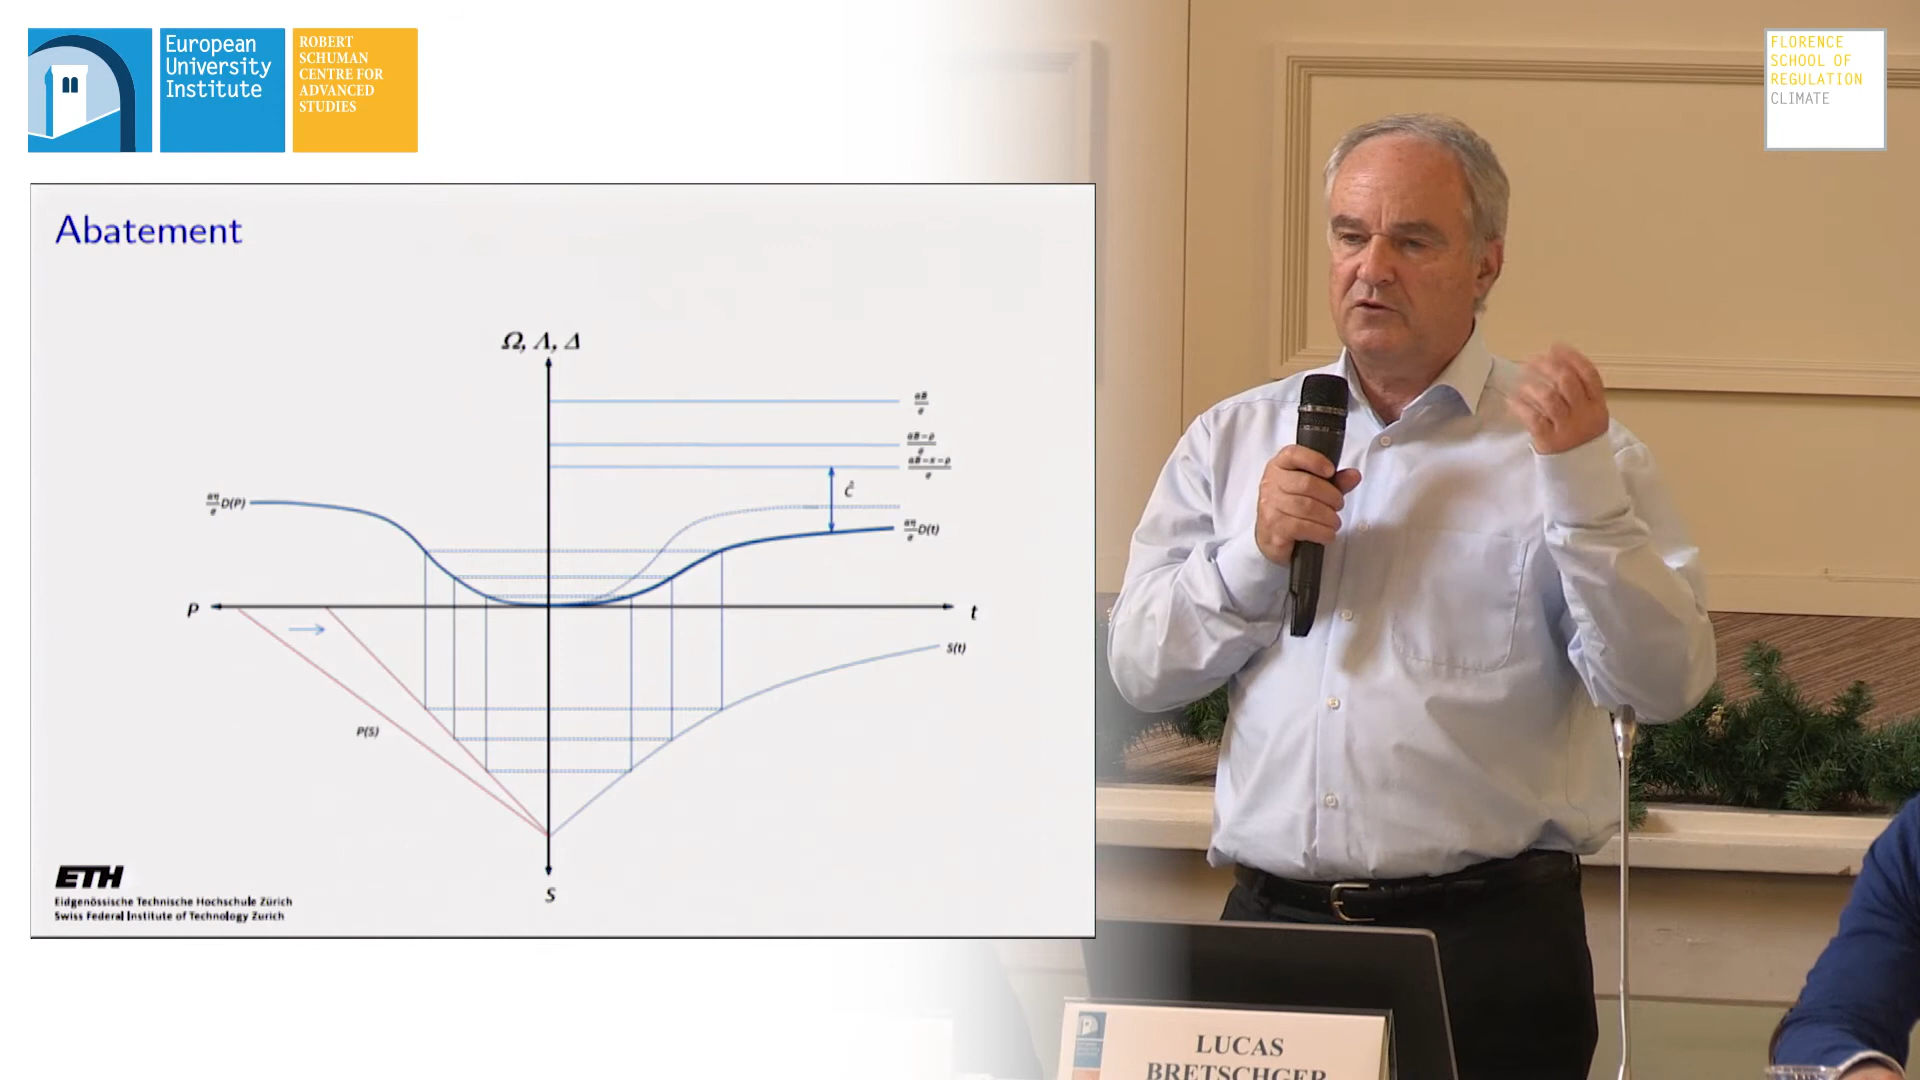 European
University
Institute
ROBERT
SCHUMAN
CENTRE FOR
ADVANCED
STUDIES
FLORENCE
SCHOOL OF
REGULATION
CLIMATE
Abatement
Ω, Λ, Δ
Ĉ
D(P)
D(t)
P
t
S(t)
P(S)
S
ETH
Eidgenössische Technische Hochschule Zürich
Swiss Federal Institute of Technology Zurich
LUCAS
BRETSCHGER